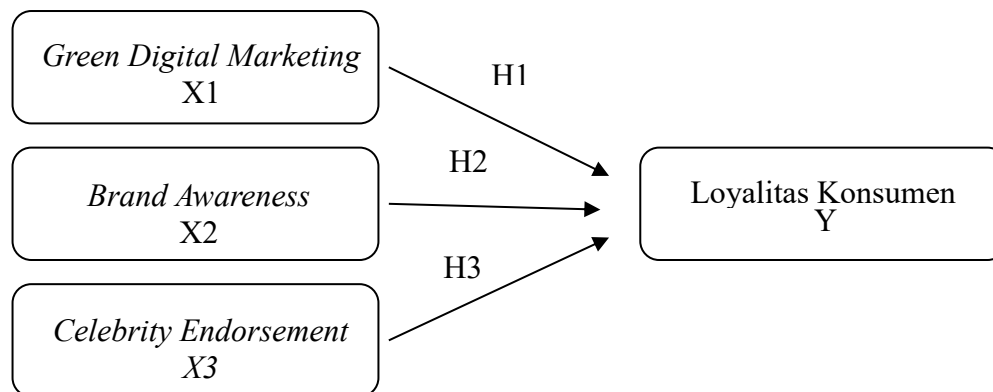 Green Digital Marketing
X1
H1
Brand Awareness
X2
H2
Celebrity Endorsement
X3
H3
Loyalitas Konsumen
Y